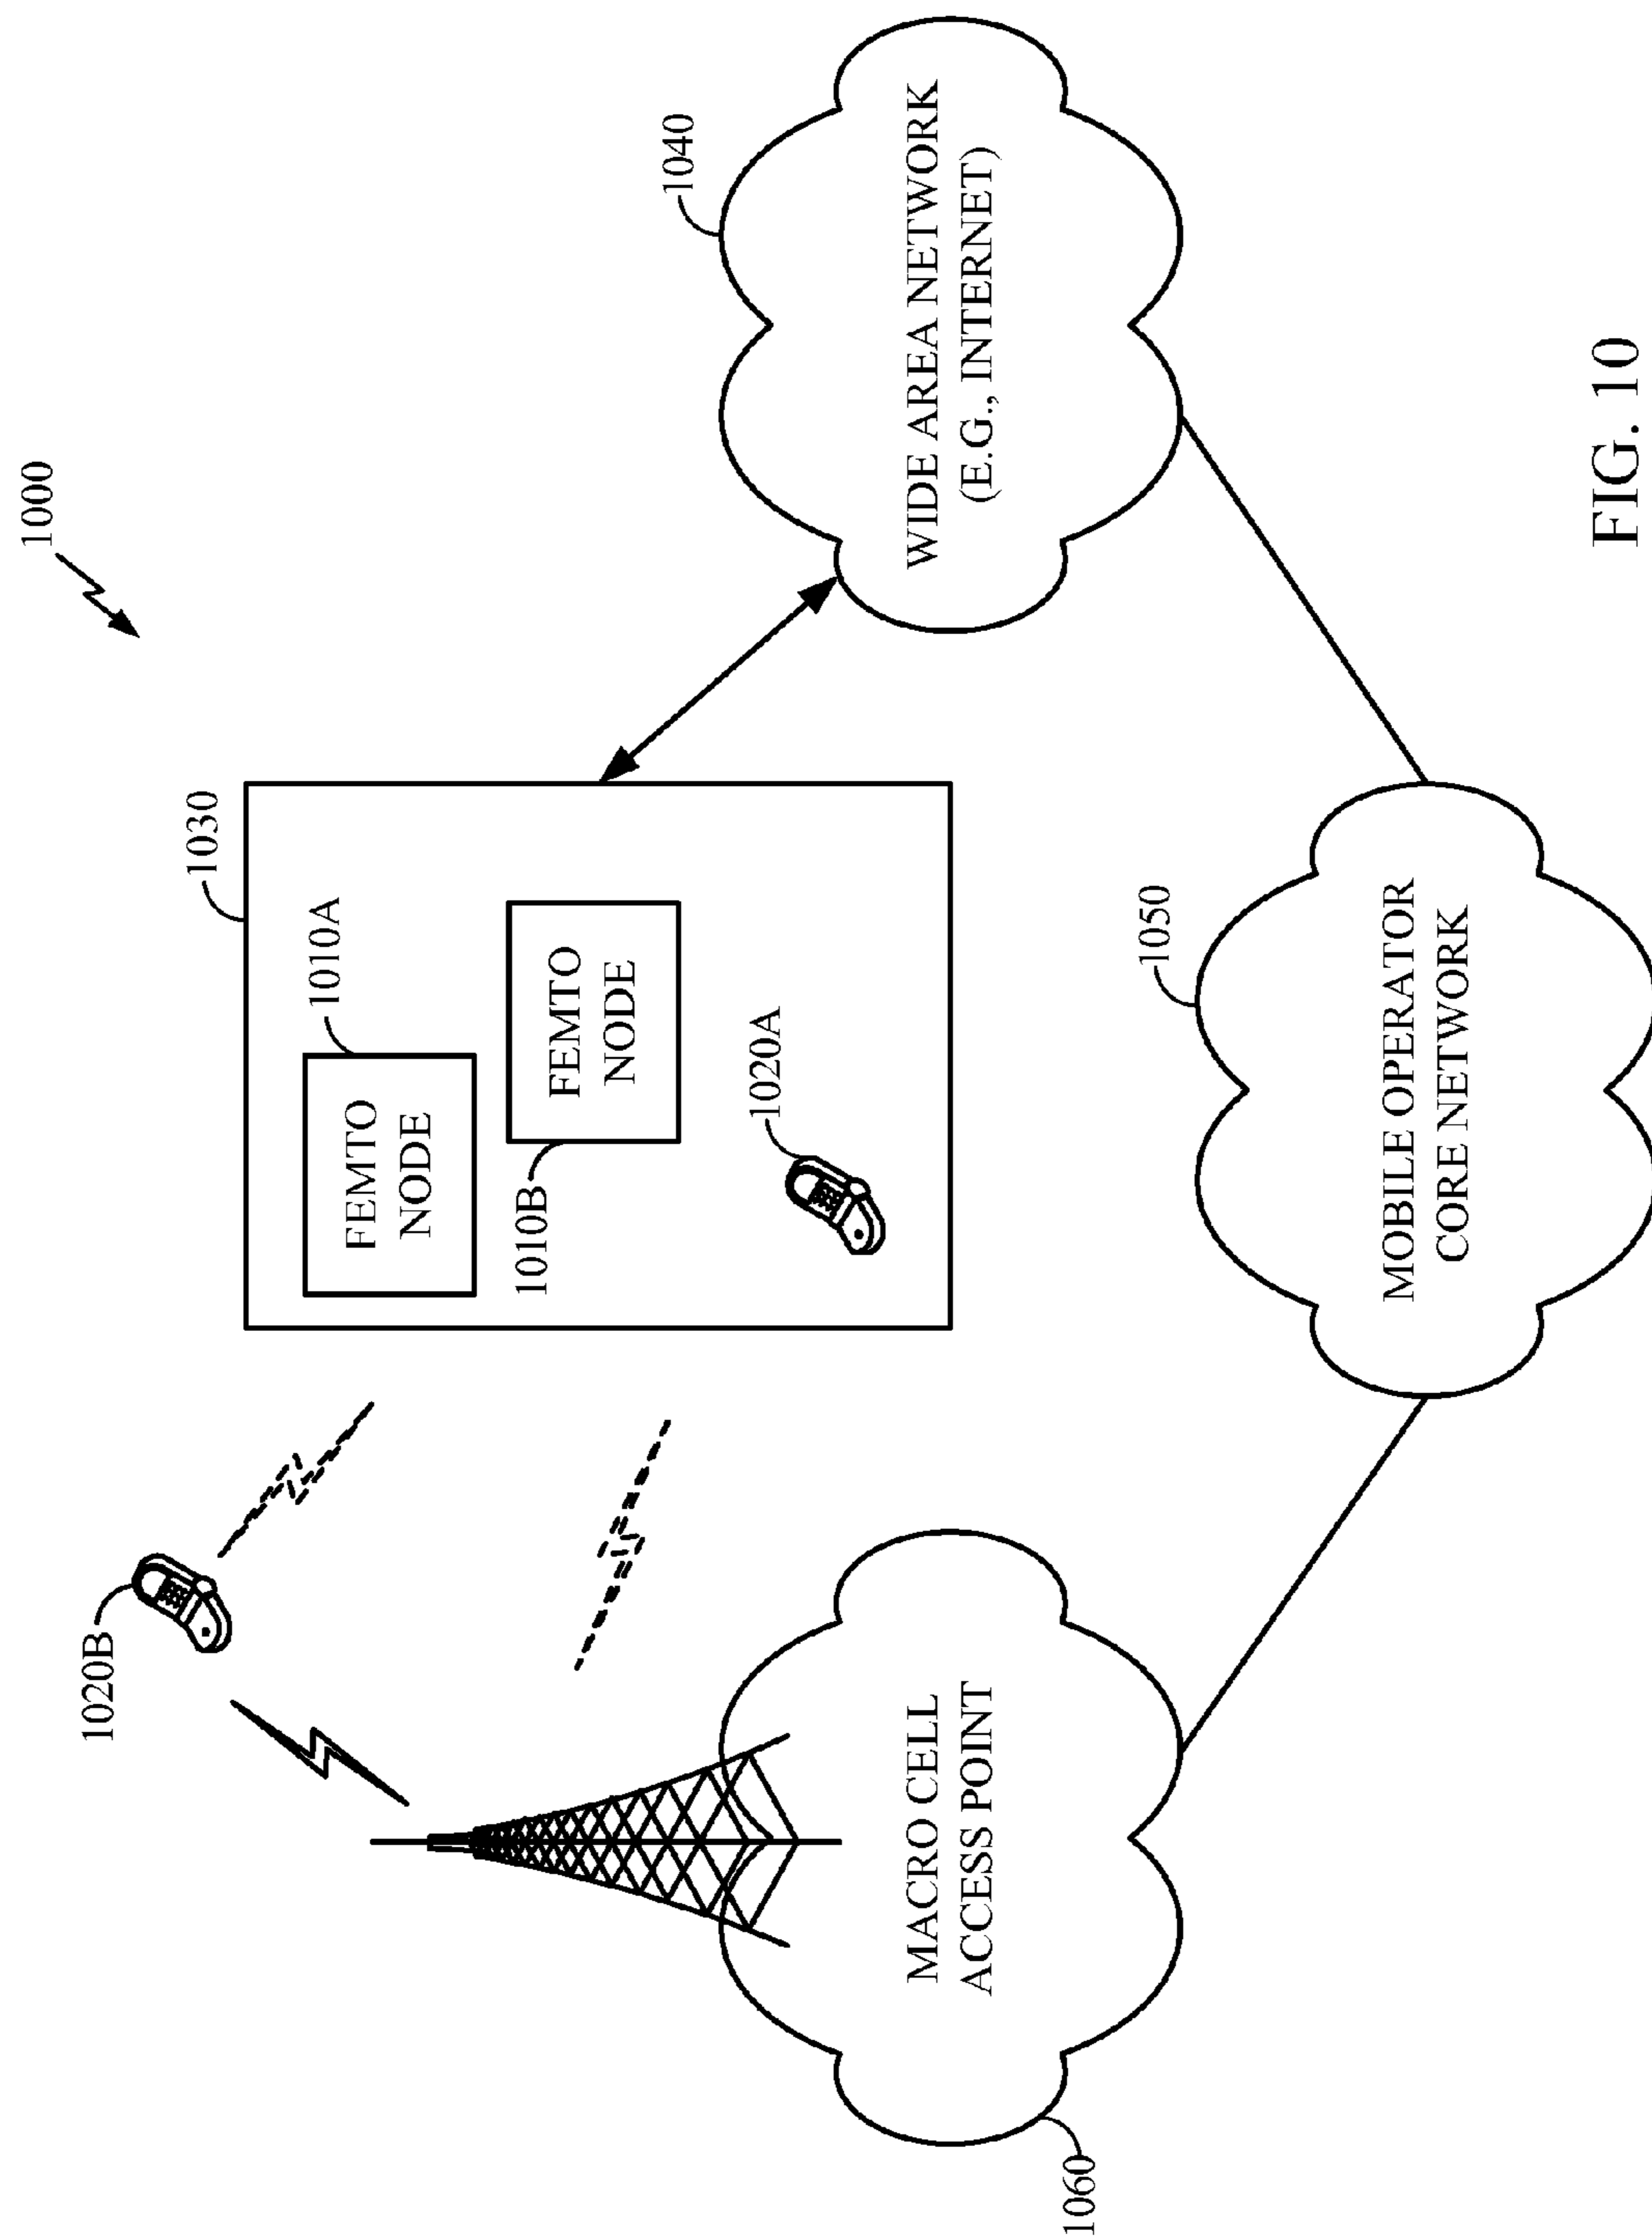 1000
1020B
1030
FEMTO
NODE
1010A
1010B
FEMTO
NODE
1020A
1040
WIDE AREA NETWORK
(E.G., INTERNET)
MACRO CELL
ACCESS POINT
1060
1050
MOBILE OPERATOR
CORE NETWORK
FIG. 10